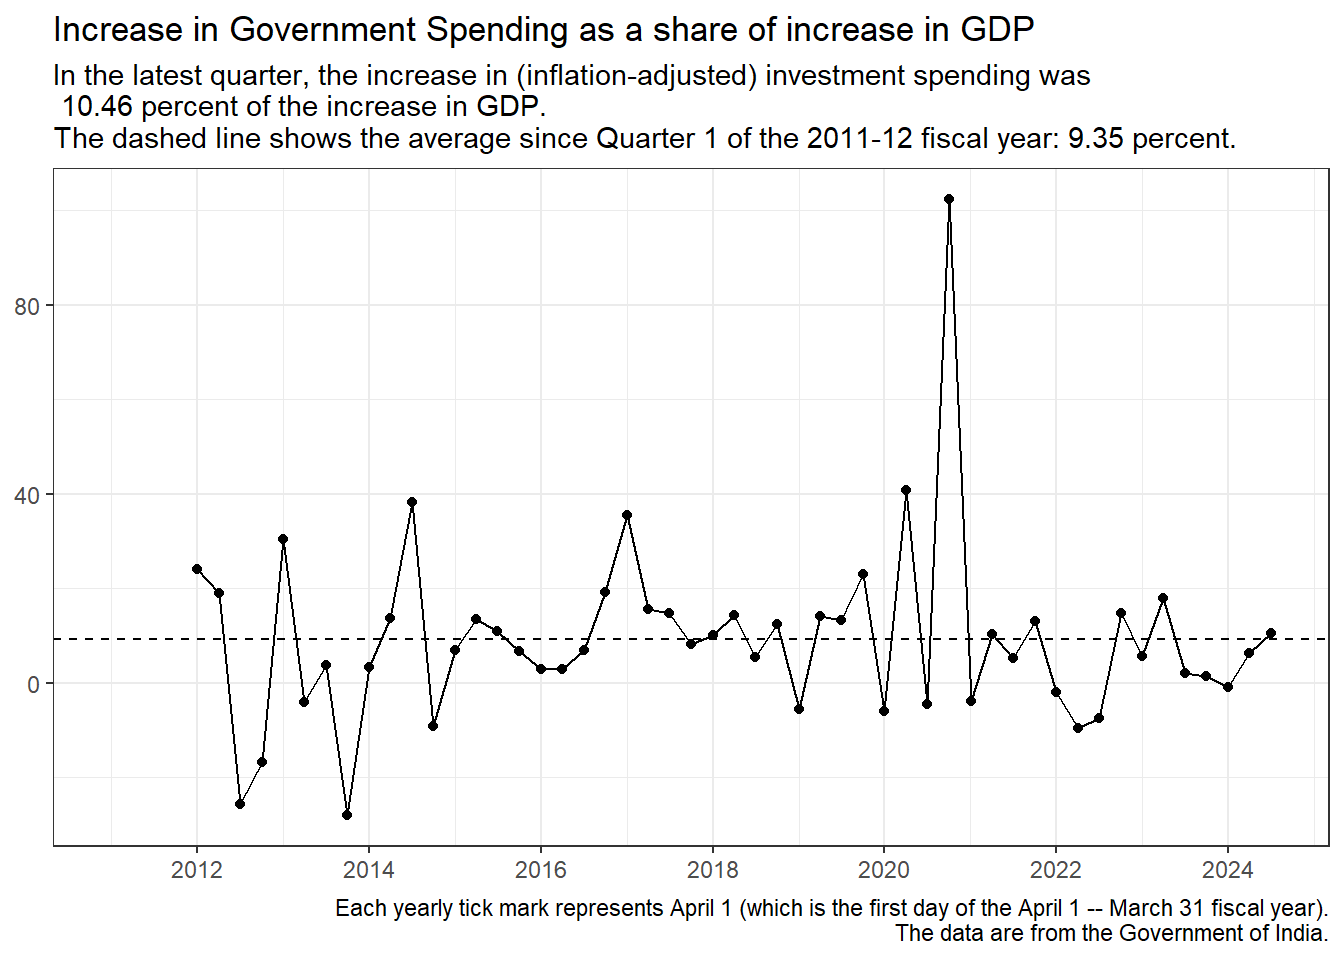 Increase in Government Spending as a share of increase in GDP
In the latest quarter, the increase in (inflation-adjusted) investment spending was
10.46 percent of the increase in GDP.
The dashed line shows the average since Quarter 1 of the 2011-12 fiscal year: 9.35 percent.
80
40
0
2012
2014
2016
2018
2020
2022
2024
Each yearly tick mark represents April 1 (which is the first day of the April 1 -- March 31 fiscal year).
The data are from the Government of India.